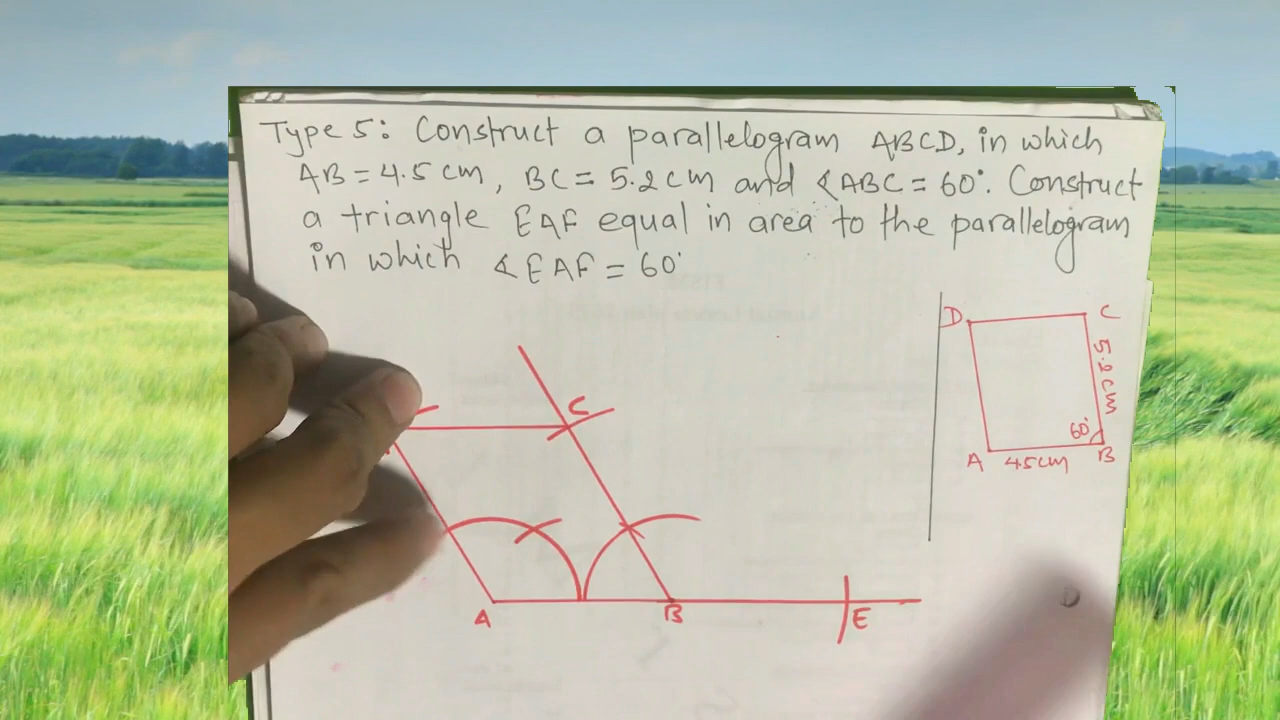 Type 5: Construct a parallelogram ABCD, in which
AB = 4.5 cm, BC = 5.2 cm and ∢ABC = 60°. Construct
a triangle EAF equal in area to the parallelogram
in which ∢EAF = 60°
D C
5.2cm
60°
A 4.5cm B
C
A B E